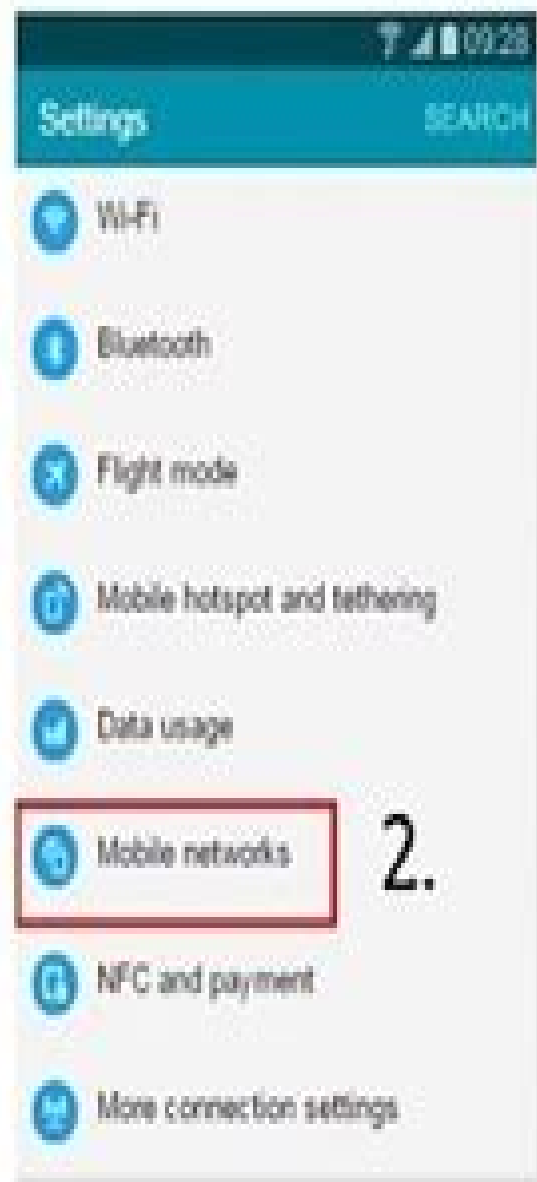 09:28
Settings SEARCH
Wi-Fi
Bluetooth
Flight mode
Mobile hotspot and tethering
Data usage
Mobile networks 2.
NFC and payment
More connection settings